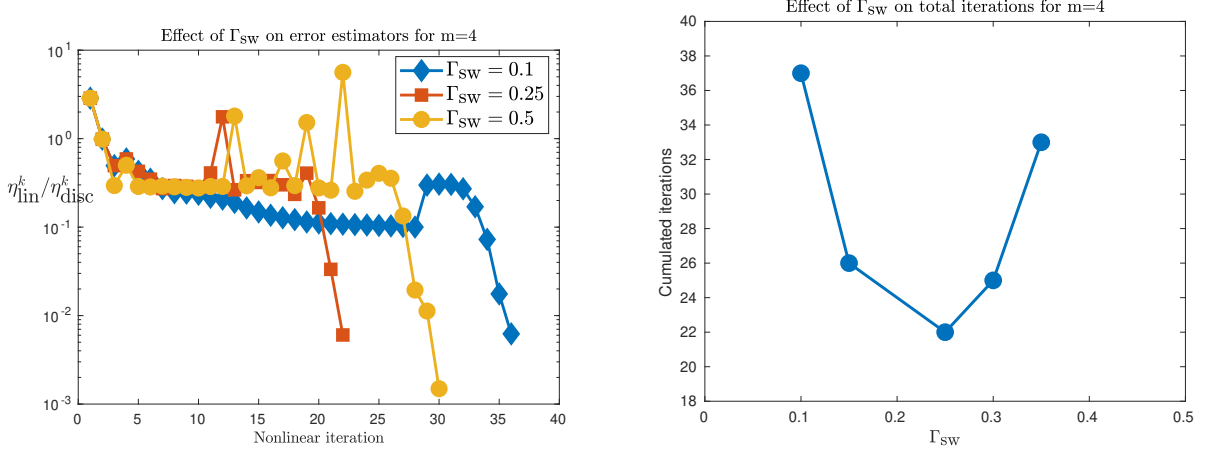 Effect of Γsw on error estimators for m=4
10^1
10^0
10^-1
10^-2
10^-3
η^k_lin/η^k_disc
Γsw = 0.1
Γsw = 0.25
Γsw = 0.5
0 5 10 15 20 25 30 35 40
Nonlinear iteration
Effect of Γsw on total iterations for m=4
40
38
36
34
32
30
28
26
24
22
20
18
Cumulated iterations
0 0.1 0.2 0.3 0.4 0.5
Γsw